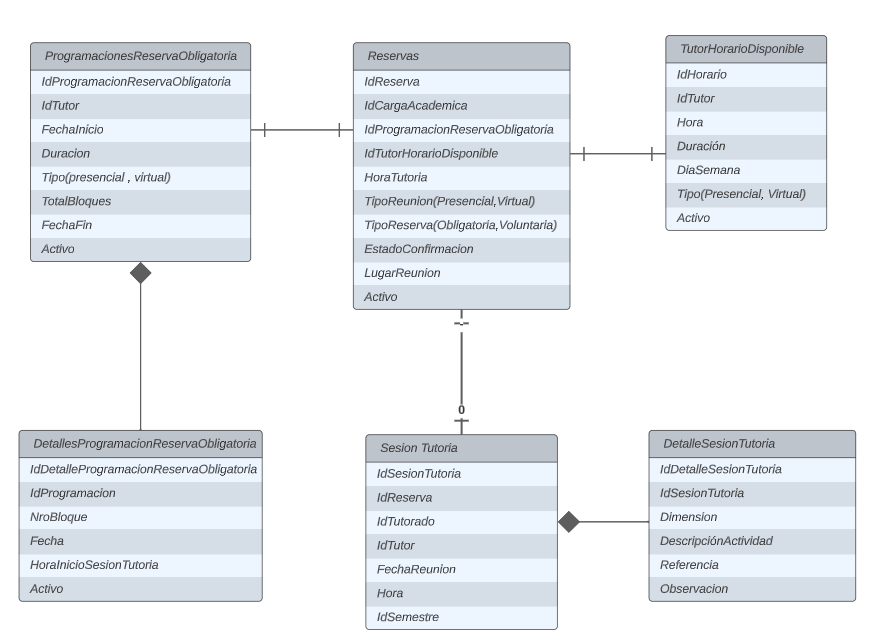 ProgramacionesReservaObligatoria
IdProgramacionReservaObligatoria
IdTutor
FechaInicio
Duracion
Tipo(presencial , virtual)
TotalBloques
FechaFin
Activo
Reservas
IdReserva
IdCargaAcademica
IdProgramacionReservaObligatoria
IdTutorHorarioDisponible
HoraTutoria
TipoReunion(Presencial,Virtual)
TipoReserva(Obligatoria,Voluntaria)
EstadoConfirmacion
LugarReunion
Activo
TutorHorarioDisponible
IdHorario
IdTutor
Hora
Duración
DiaSemana
Tipo(Presencial, Virtual)
Activo
0
DetallesProgramacionReservaObligatoria
IdDetalleProgramacionReservaObligatoria
IdProgramacion
NroBloque
Fecha
HoraInicioSesionTutoria
Activo
Sesion Tutoria
IdSesionTutoria
IdReserva
IdTutorado
IdTutor
FechaReunion
Hora
IdSemestre
DetalleSesionTutoria
IdDetalleSesionTutoria
IdSesionTutoria
Dimension
DescripciónActividad
Referencia
Observacion